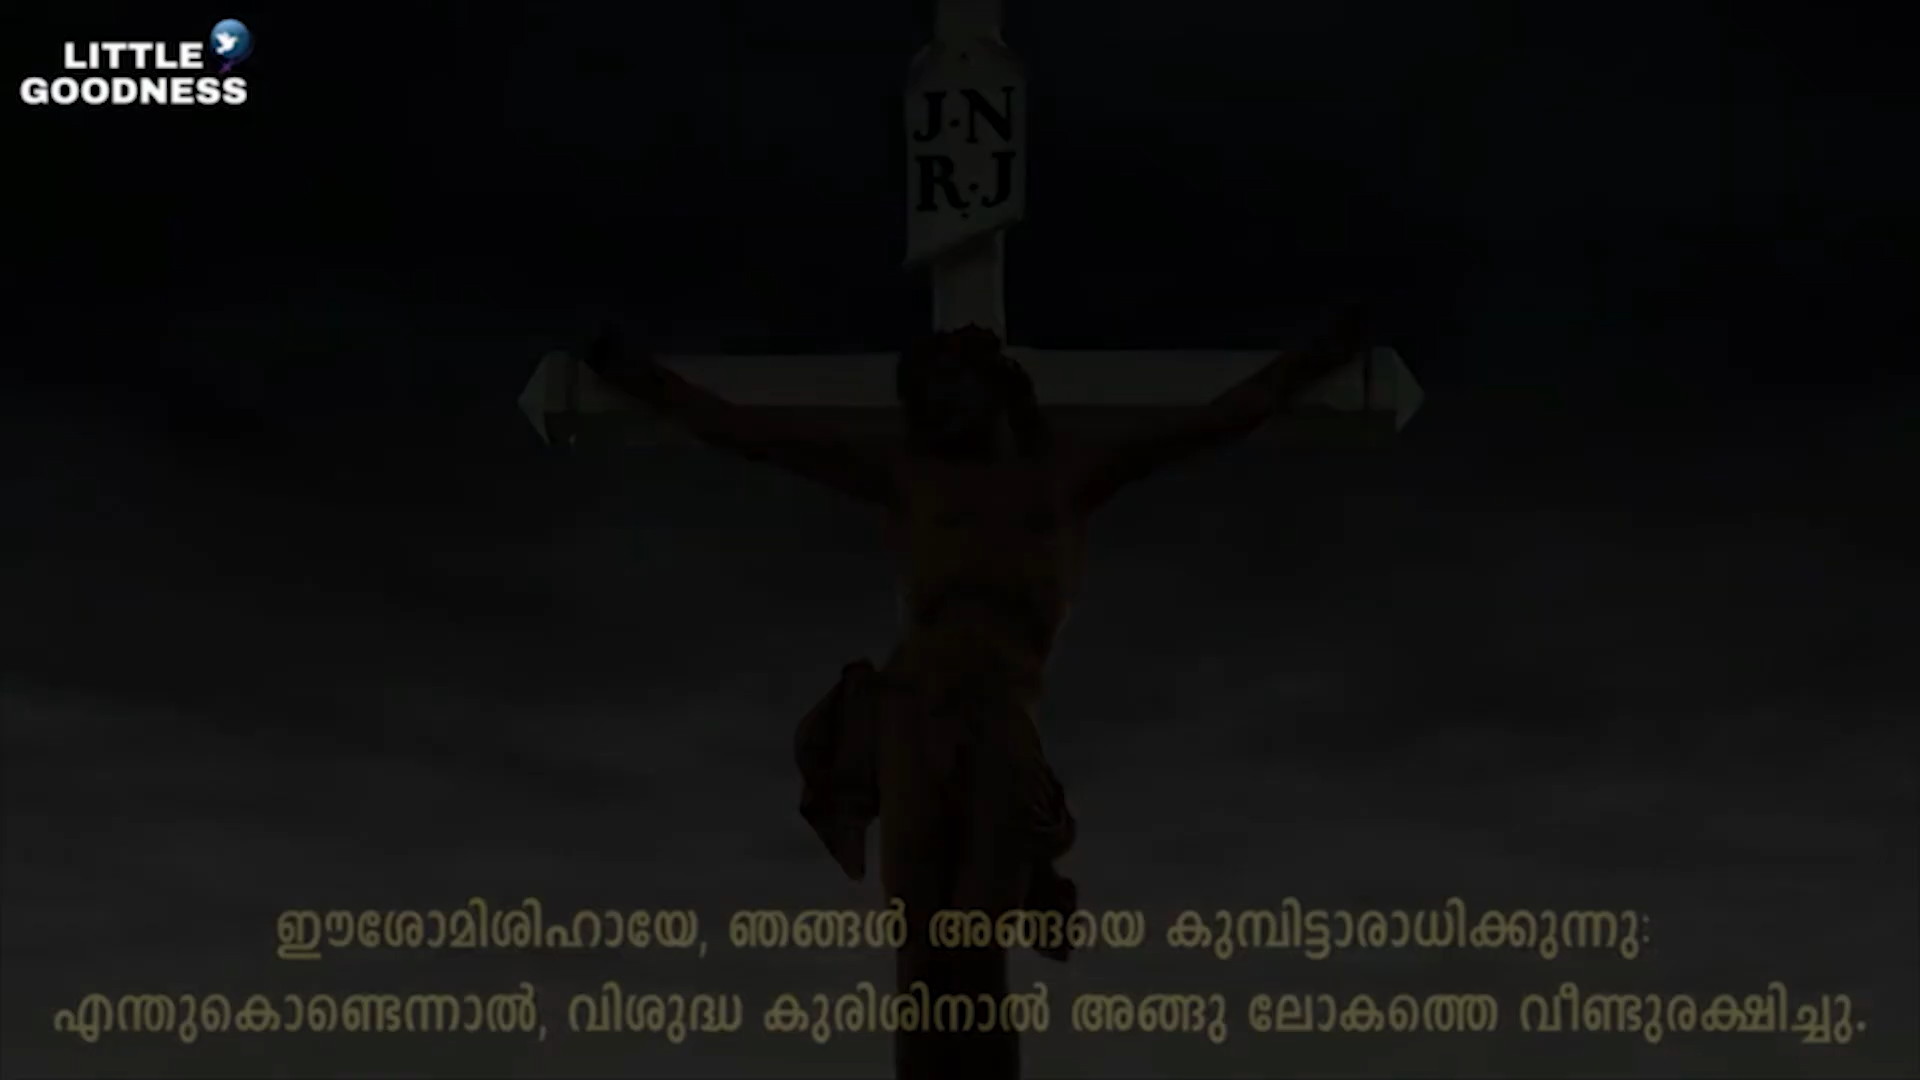 LITTLE
GOODNESS
J·N
R·J
ഈശോമിശിഹായേ, ഞങ്ങൾ അങ്ങയെ കുമ്പിട്ടാരാധിക്കുന്നു:
എന്തുകൊണ്ടെന്നാൽ, വിശുദ്ധ കുരിശിനാൽ അങ്ങു ലോകത്തെ വീണ്ടുരക്ഷിച്ചു.